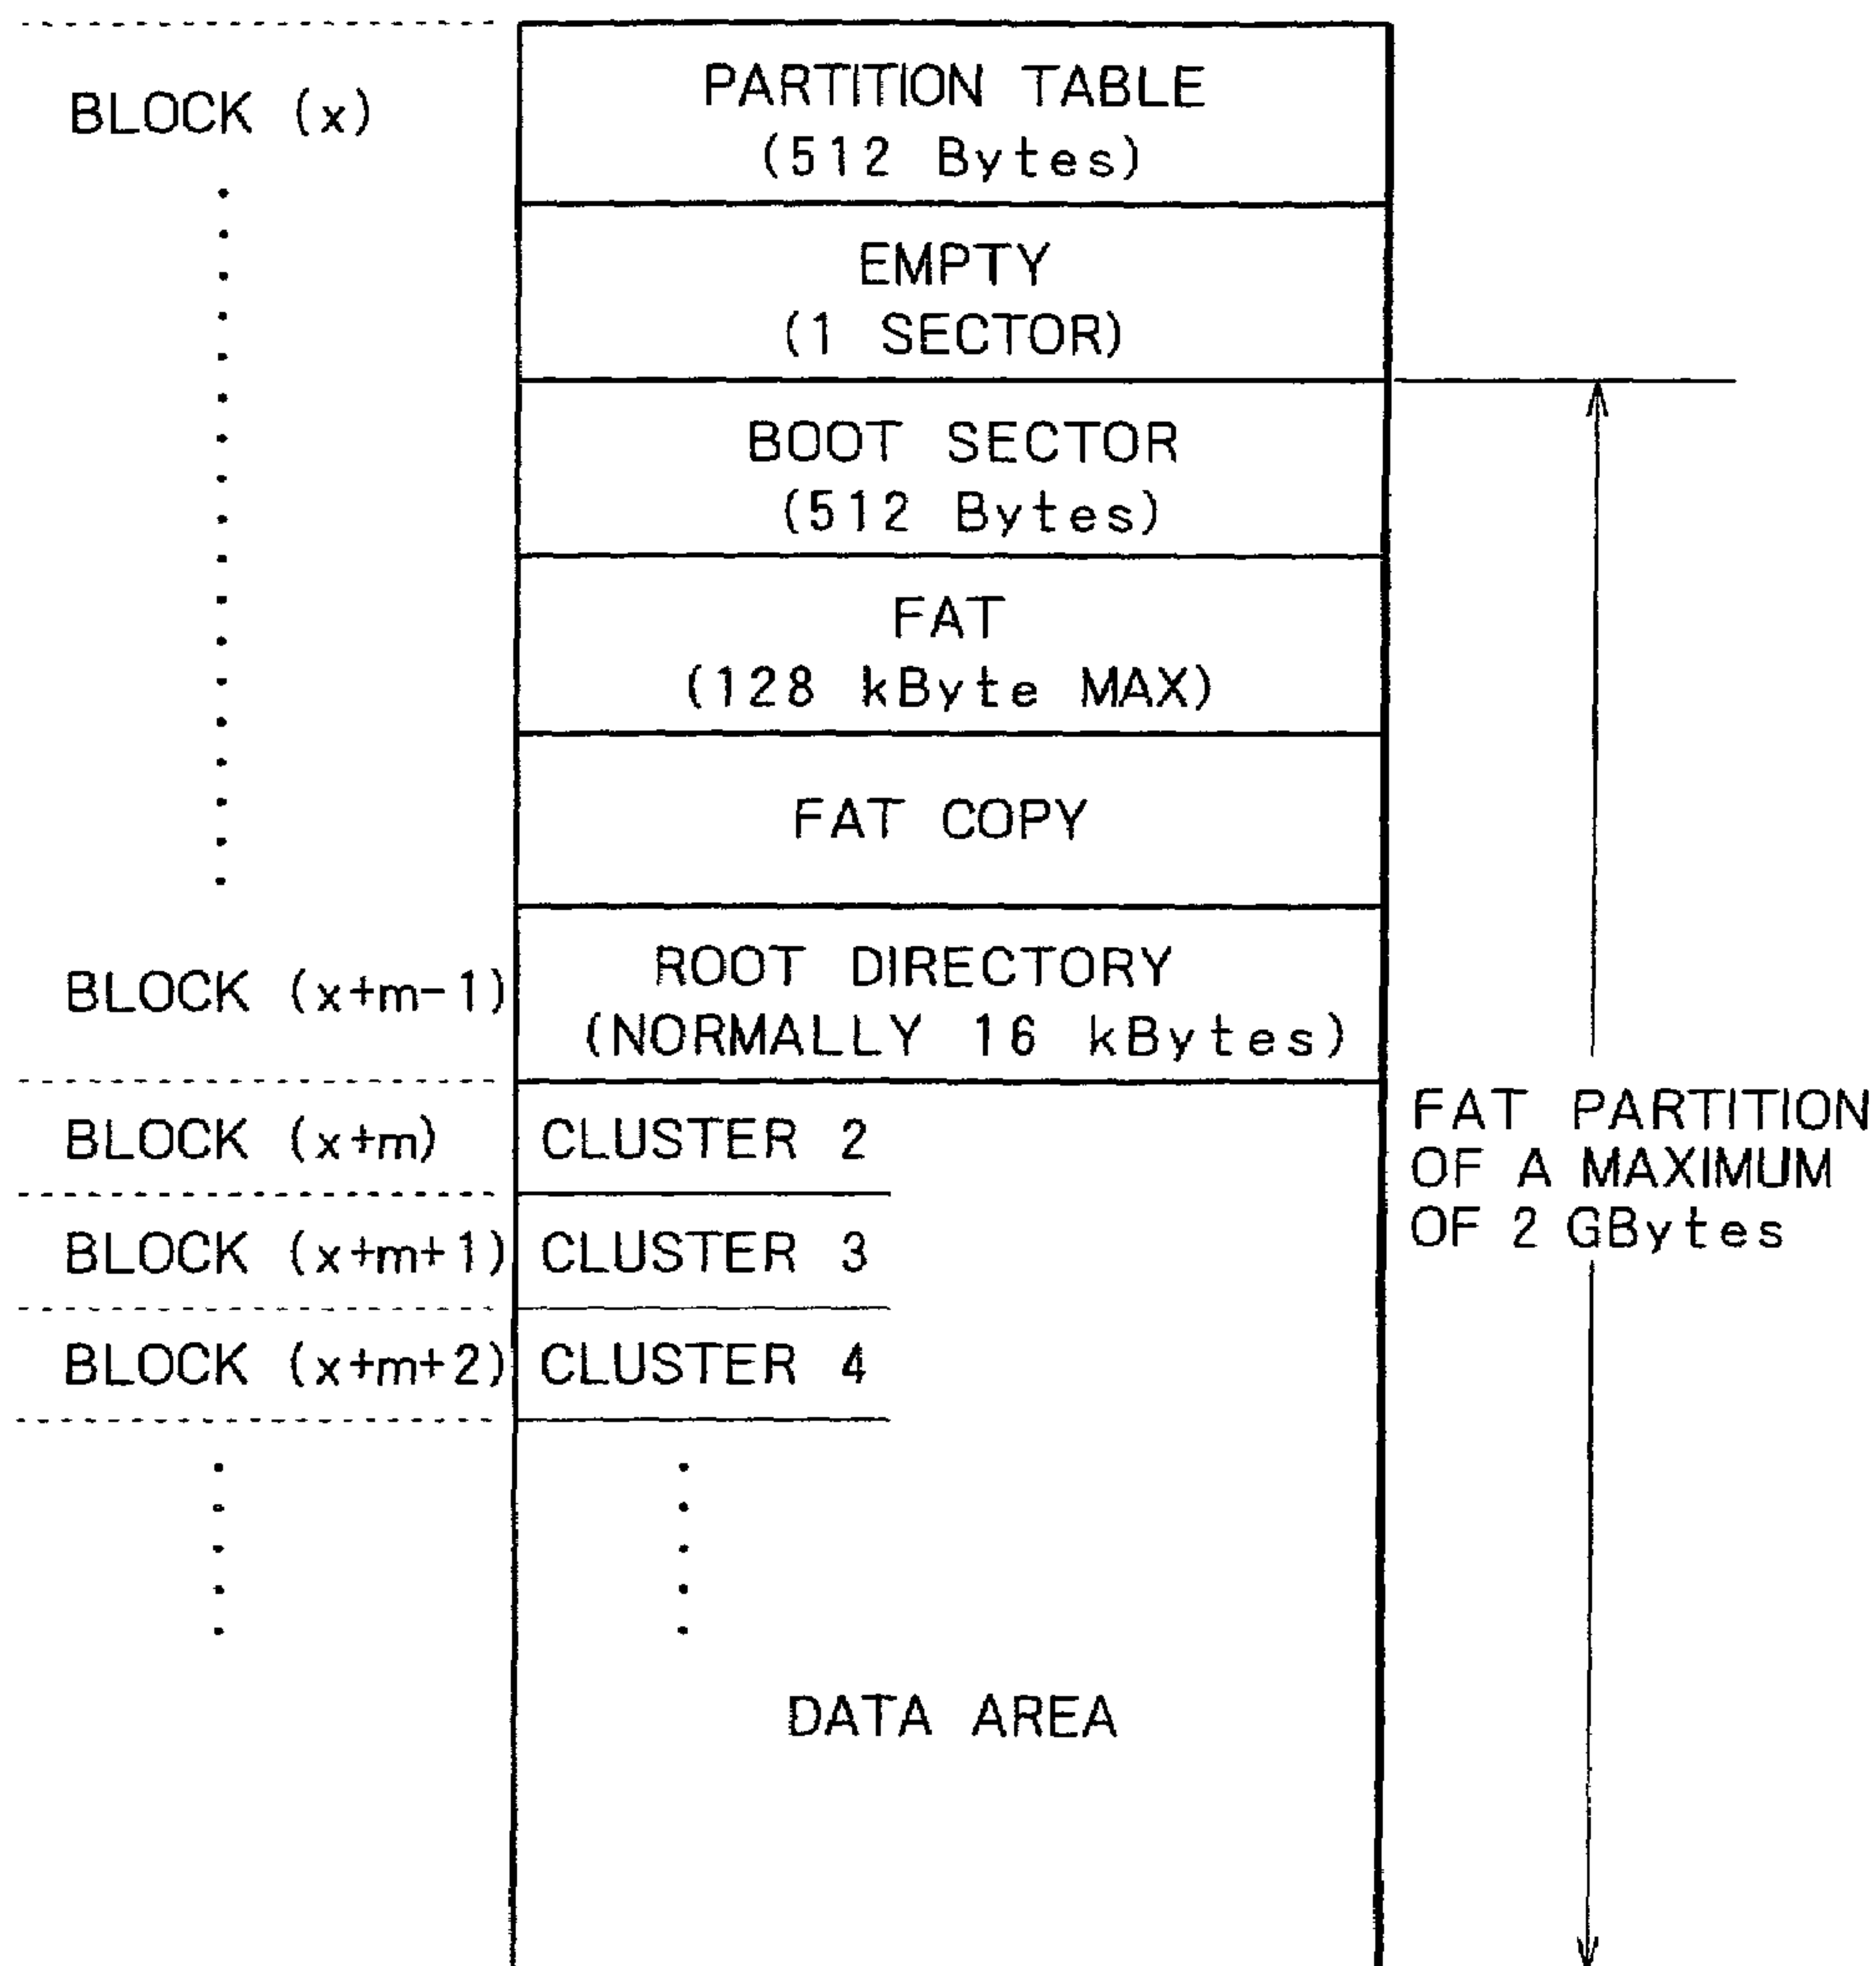 BLOCK (x)
PARTITION TABLE
(512 Bytes)
EMPTY
(1 SECTOR)
BOOT SECTOR
(512 Bytes)
FAT
(128 kByte MAX)
FAT COPY
BLOCK (x+m-1)
ROOT DIRECTORY
(NORMALLY 16 kBytes)
BLOCK (x+m)
CLUSTER 2
BLOCK (x+m+1)
CLUSTER 3
BLOCK (x+m+2)
CLUSTER 4
FAT PARTITION
OF A MAXIMUM
OF 2 GBytes
DATA AREA